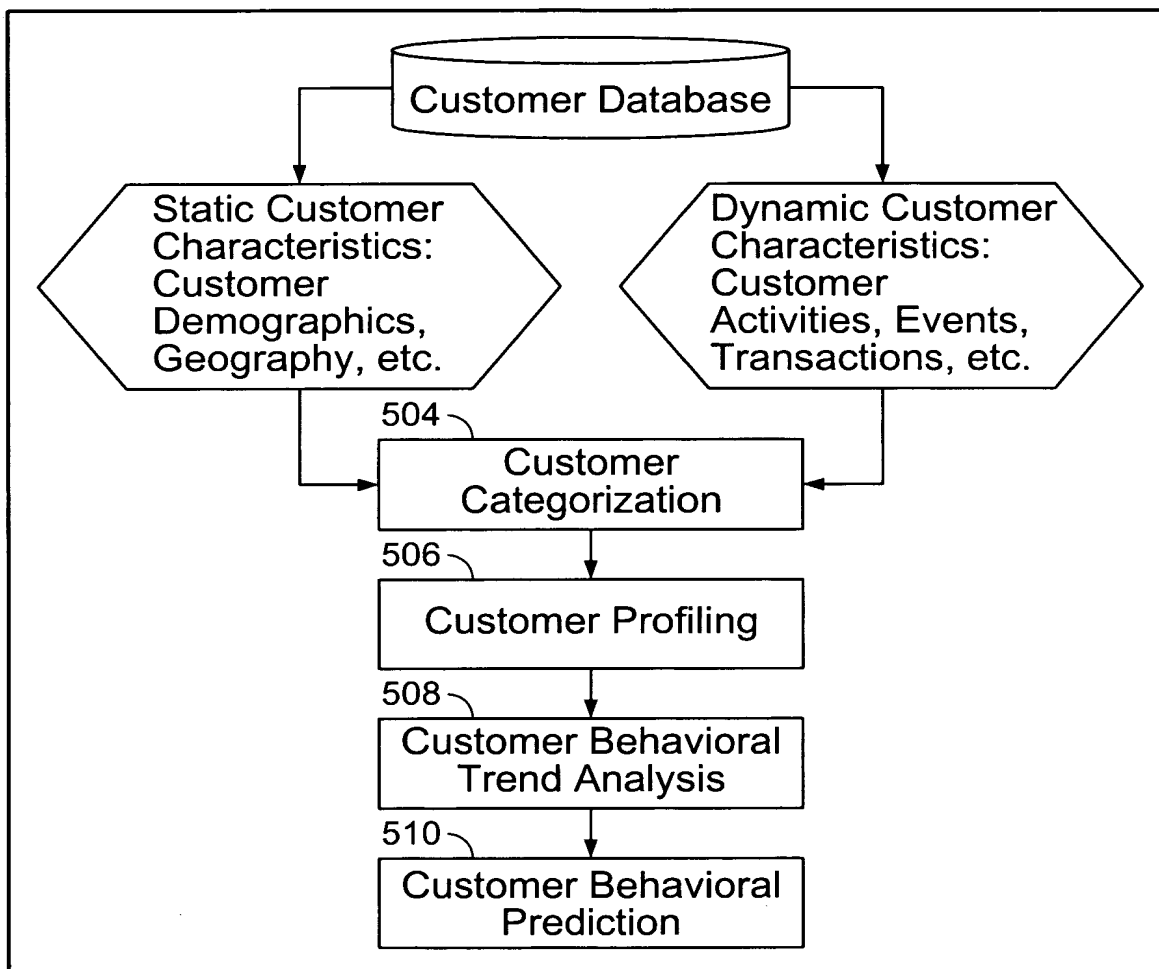 Customer Database
Static Customer
Characteristics:
Customer
Demographics,
Geography, etc.
Dynamic Customer
Characteristics:
Customer
Activities, Events,
Transactions, etc.
504
Customer
Categorization
506
Customer Profiling
508
Customer Behavioral
Trend Analysis
510
Customer Behavioral
Prediction